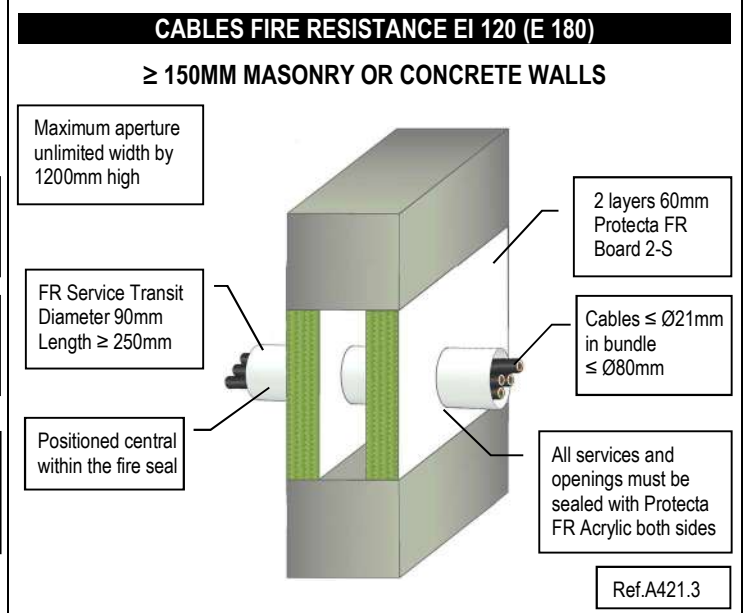 CABLES FIRE RESISTANCE EI 120 (E 180)
≥ 150MM MASONRY OR CONCRETE WALLS
Maximum aperture
unlimited width by
1200mm high
2 layers 60mm
Protecta FR
Board 2-S
FR Service Transit
Diameter 90mm
Length ≥ 250mm
Cables ≤ Ø21mm
in bundle
≤ Ø80mm
Positioned central
within the fire seal
All services and
openings must be
sealed with Protecta
FR Acrylic both sides
Ref.A421.3